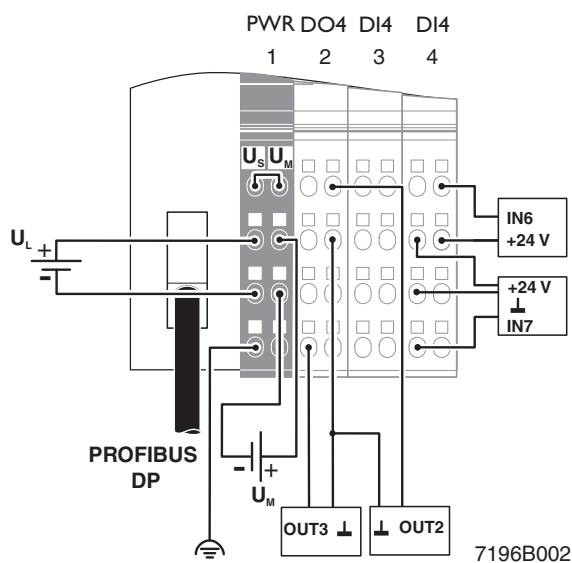 PWR DO4 DI4 DI4
1 2 3 4
US UM
UL + -
IN6
+24 V
+24 V
IN7
PROFIBUS
DP
- +
UM
OUT3
OUT2
7196B002